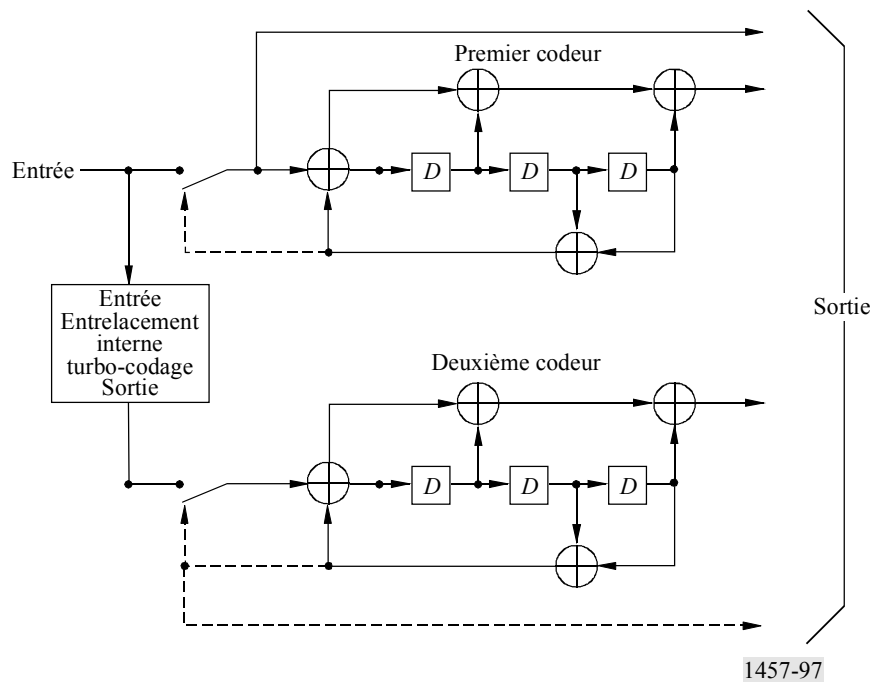 Premier codeur
Entrée
D
D
D
Entrée
Entrelacement
interne
turbo-codage
Sortie
Sortie
Deuxième codeur
D
D
D
1457-97